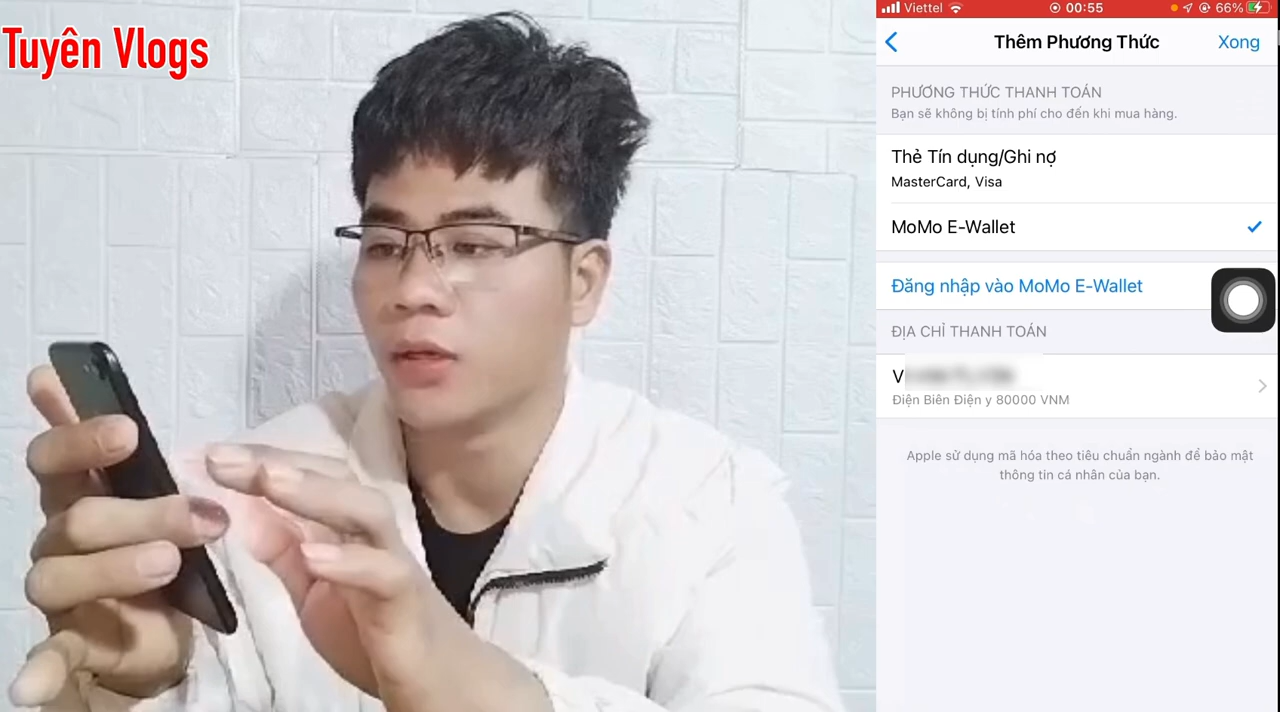 Tuyên Vlogs
Viettel 00:55 66%
Thêm Phương Thức Xong
PHƯƠNG THỨC THANH TOÁN
Bạn sẽ không bị tính phí cho đến khi mua hàng.
Thẻ Tín dụng/Ghi nợ
MasterCard, Visa
MoMo E-Wallet
Đăng nhập vào MoMo E-Wallet
ĐỊA CHỈ THANH TOÁN
V
Điện Biên Điện y 80000 VNM
Apple sử dụng mã hóa theo tiêu chuẩn ngành để bảo mật
thông tin cá nhân của bạn.